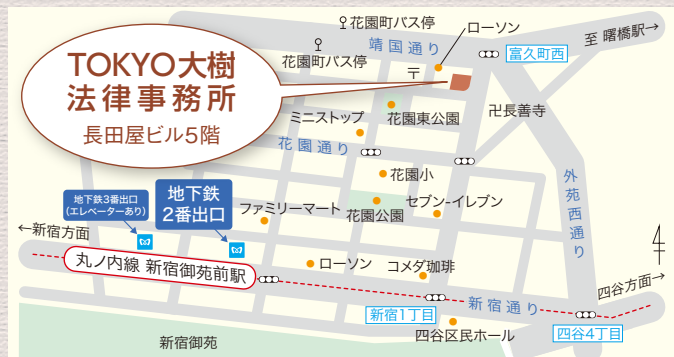 花園町バス停
ローソン
靖国通り
花園町バス停
至 曙橋駅→
富久町西
TOKYO大樹
法律事務所
長田屋ビル5階
〒
卍長善寺
ミニストップ
花園東公園
花園通り
花園小
外苑西通り
地下鉄3番出口
(エレベーターあり)
地下鉄
2番出口
ファミリーマート
花園公園
セブン-イレブン
←新宿方面
丸ノ内線 新宿御苑前駅
ローソン
コメダ珈琲
四谷方面→
新宿1丁目
新宿通り
四谷4丁目
四谷区民ホール
新宿御苑